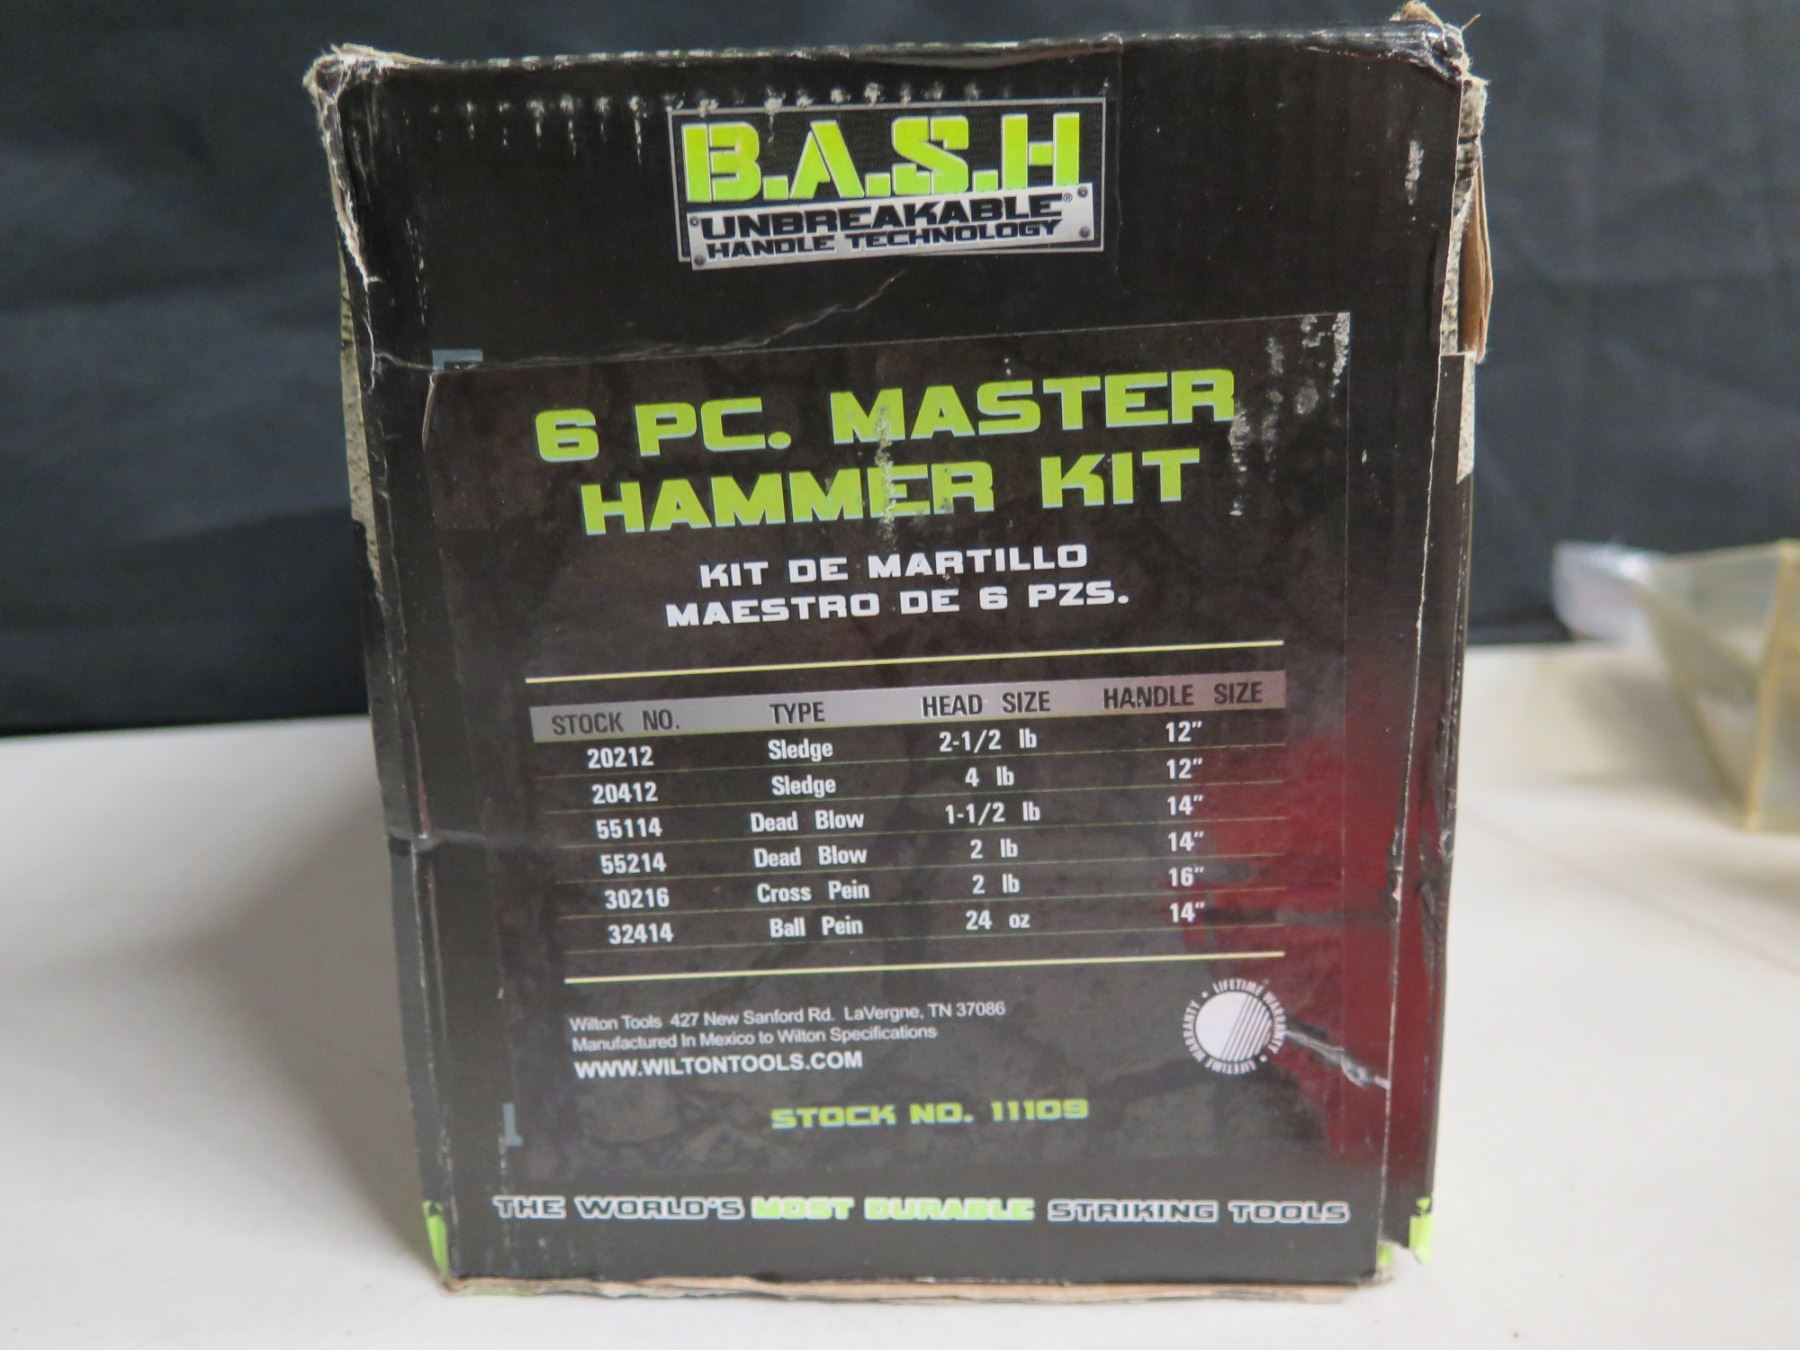 B.A.S.H
UNBREAKABLE®
HANDLE TECHNOLOGY
6 PC. MASTER
HAMMER KIT
KIT DE MARTILLO
MAESTRO DE 6 PZS.
STOCK NO. TYPE HEAD SIZE HANDLE SIZE
20212 Sledge 2-1/2 lb 12"
20412 Sledge 4 lb 12"
55114 Dead Blow 1-1/2 lb 14"
55214 Dead Blow 2 lb 14"
30216 Cross Pein 2 lb 16"
32414 Ball Pein 24 oz 14"
Wilton Tools 427 New Sanford Rd. LaVergne, TN 37086
Manufactured In Mexico to Wilton Specifications
WWW.WILTONTOOLS.COM
LIFETIME WARRANTY • LIFETIME WARRANTY •
STOCK NO. 11109
THE WORLD'S MOST DURABLE STRIKING TOOLS